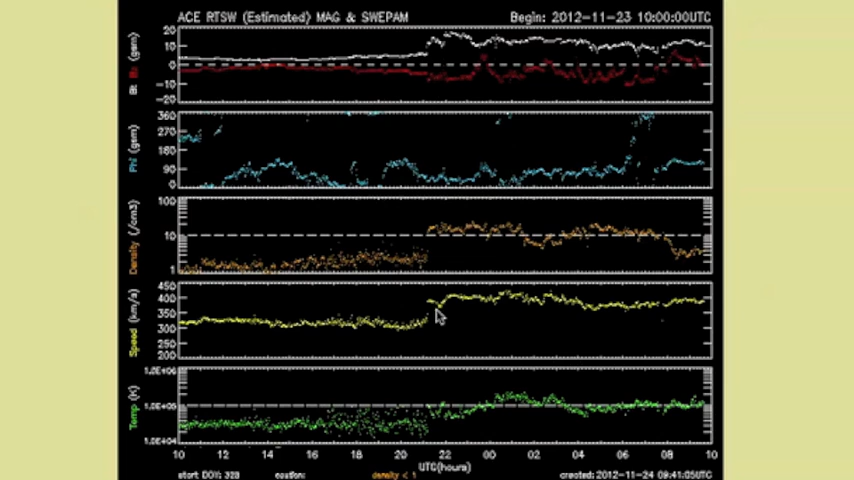 ACE RTSW (Estimated) MAG & SWEPAM Begin: 2012-11-23 10:00:00UTC
Bt Bz (gsm)
20
10
0
-10
-20
Phi (gsm)
360
270
180
90
0
Density (/cm3)
100
10
1
Speed (km/s)
450
400
350
300
250
200
Temp (K)
1.0E+06
1.0E+05
1.0E+04
10 12 14 16 18 20 22 00 02 04 06 08 10
UTC(hours)
start DOY: 328 density < 1 created: 2012-11-24 09:41:05UTC